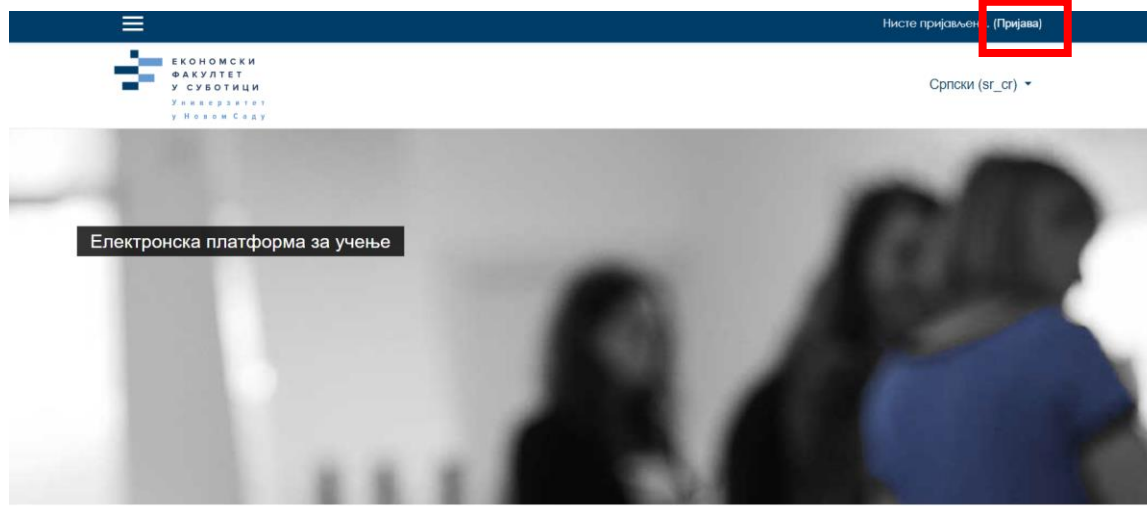 Нисте пријављени. (Пријава)
ЕКОНОМСКИ
ФАКУЛТЕТ
У СУБОТИЦИ
Универзитет
у Новом Саду
Српски (sr_cr)
Електронска платформа за учење